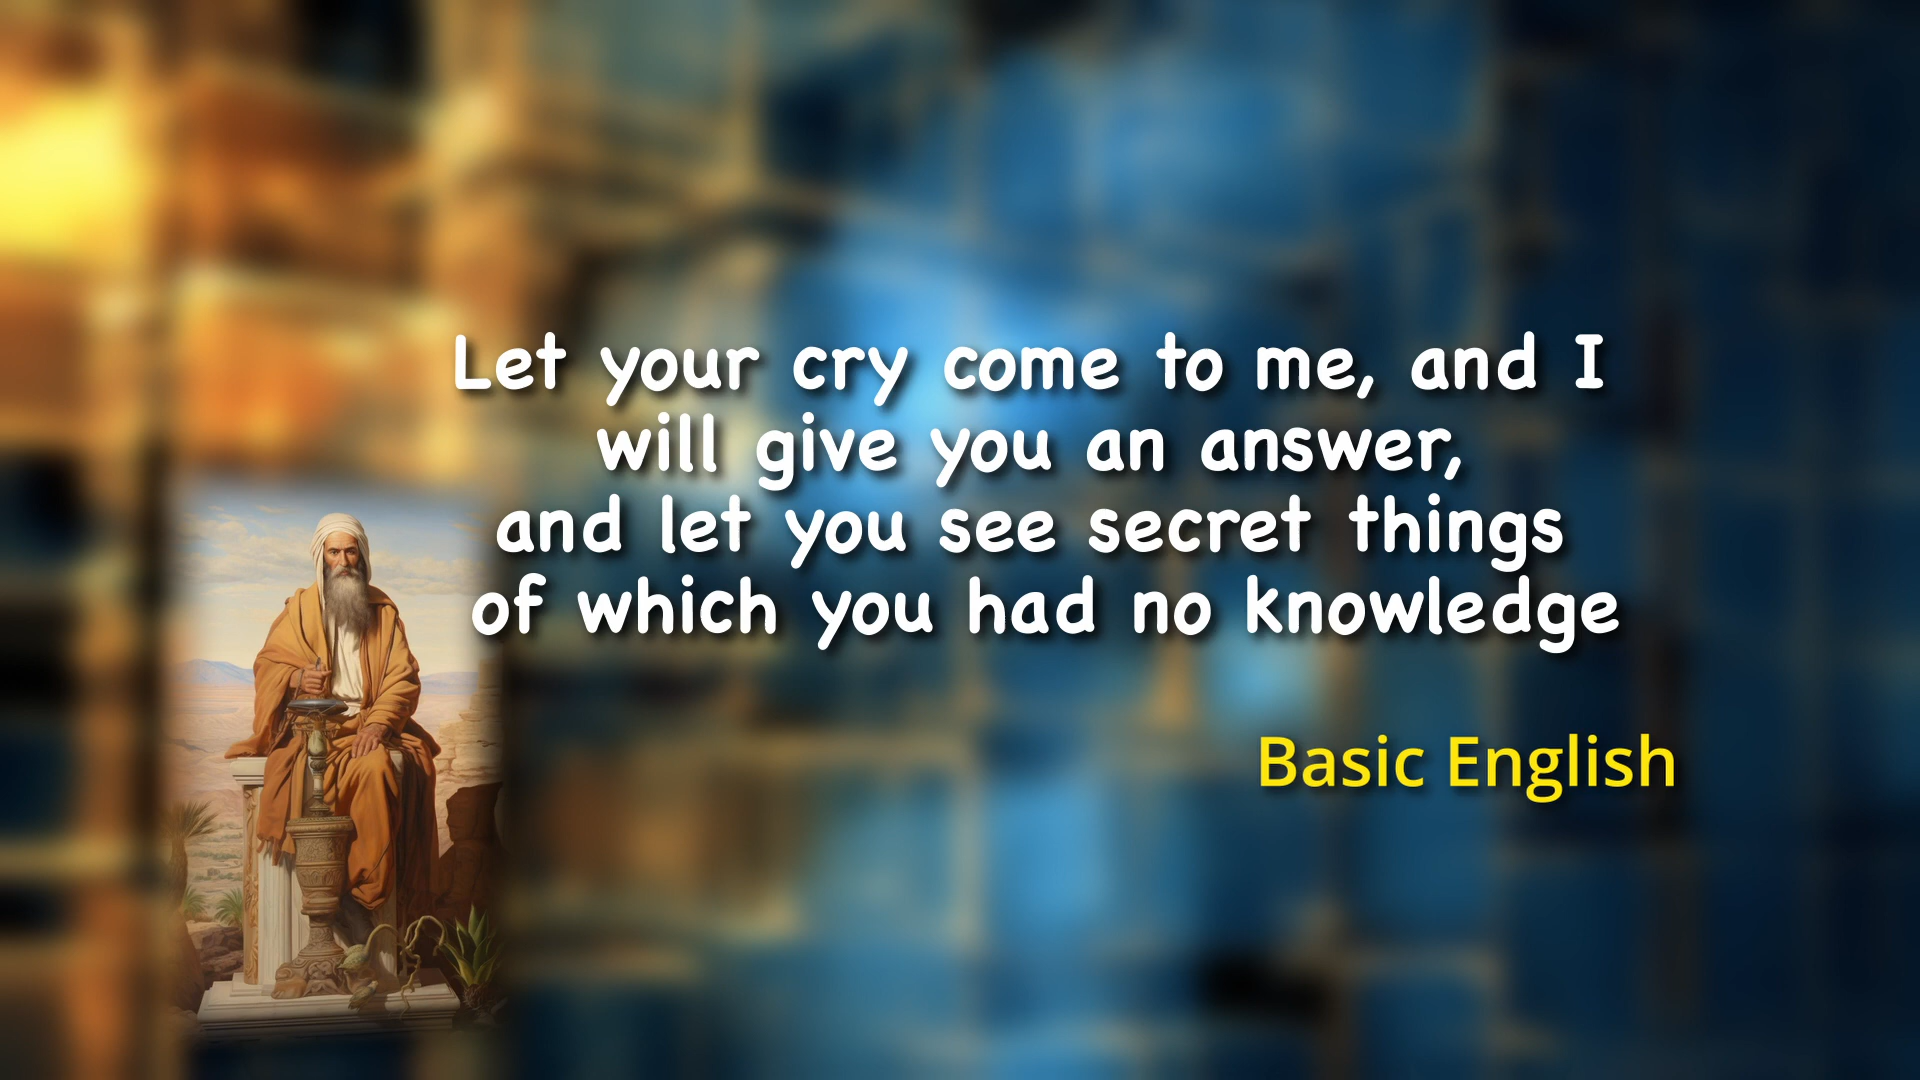 Let your cry come to me, and I
will give you an answer,
and let you see secret things
of which you had no knowledge
Basic English